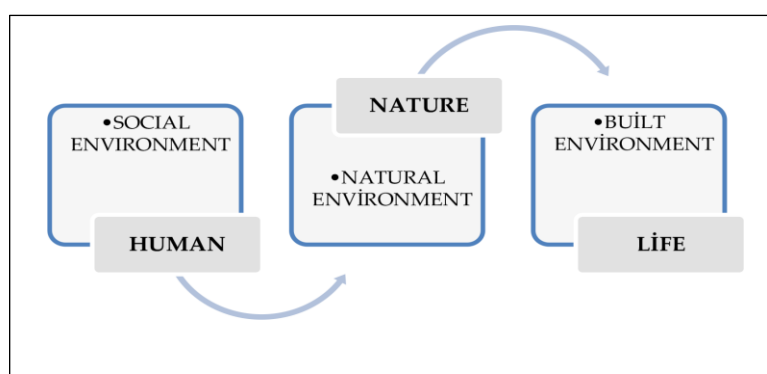 •SOCIAL
ENVIRONMENT
HUMAN
NATURE
•NATURAL
ENVİRONMENT
•BUİLT
ENVİRONMENT
LİFE